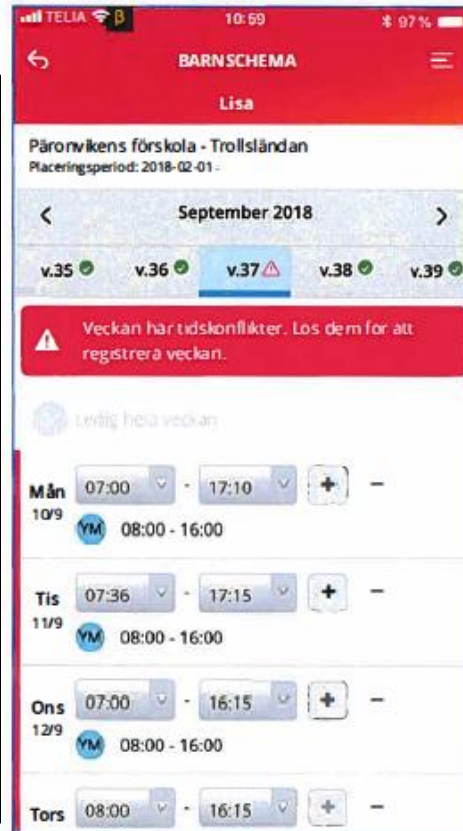 TELIA β 10:59 97%
BARNSCHEMA
Lisa
Päronvikens förskola - Trollsländan
Placeringsperiod: 2018-02-01 -
< September 2018 >
v.35 v.36 v.37 v.38 v.39
Veckan har tidskonflikter. Lös dem för att
registrera veckan.
Ledig hela veckan
Mån 07:00 - 17:10 + -
10/9 YM 08:00 - 16:00
Tis 07:36 - 17:15 + -
11/9 YM 08:00 - 16:00
Ons 07:00 - 16:15 + -
12/9 YM 08:00 - 16:00
Tors 08:00 - 16:15 + -